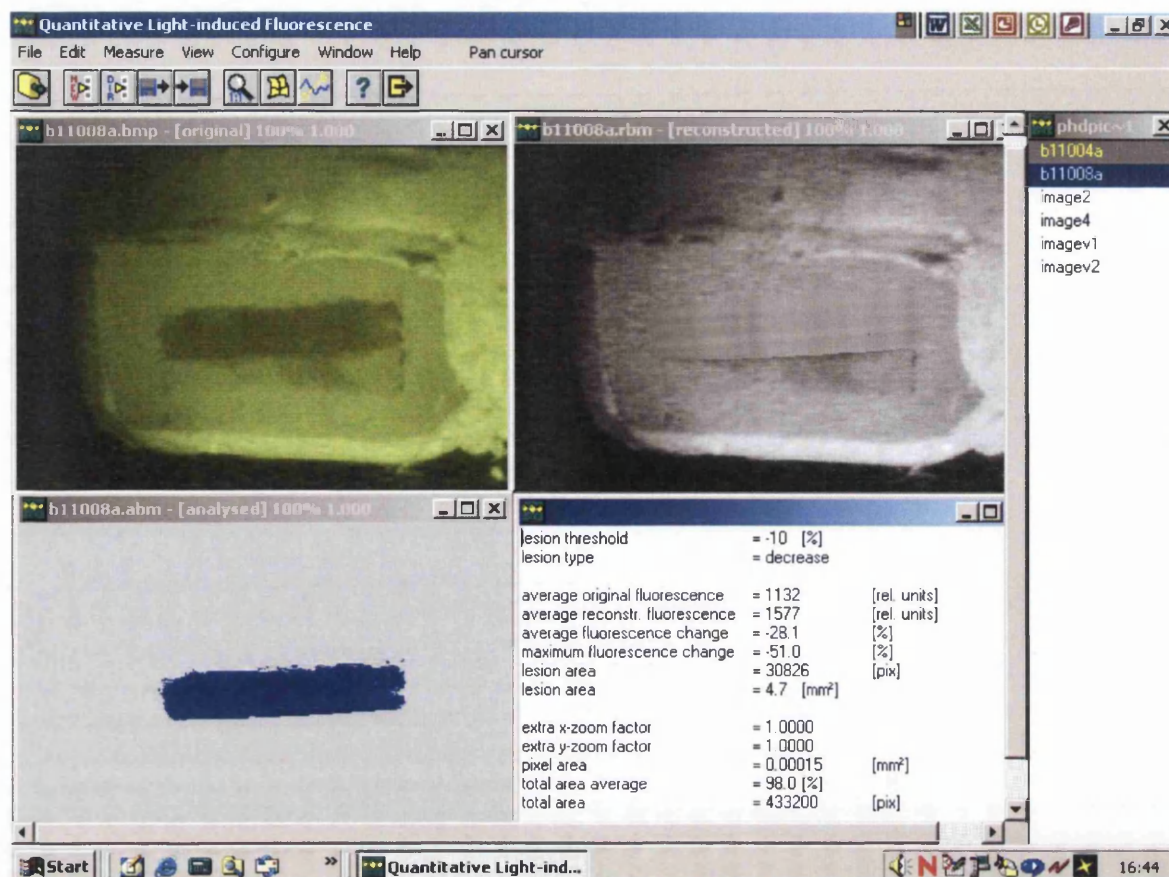 Quantitative Light-induced Fluorescence
File Edit Measure View Configure Window Help Pan cursor
b11008a.bmp - [original] 100% 1.000
b11008a.rbm - [reconstructed] 100% 1.000
phdpic~1
b11004a
b11008a
image2
image4
imagev1
imagev2
b11008a.abm - [analysed] 100% 1.000
lesion threshold = -10 [%]
lesion type = decrease
average original fluorescence = 1132 [rel. units]
average reconstr. fluorescence = 1577 [rel. units]
average fluorescence change = -28.1 [%]
maximum fluorescence change = -51.0 [%]
lesion area = 30826 [pix]
lesion area = 4.7 [mm²]
extra x-zoom factor = 1.0000
extra y-zoom factor = 1.0000
pixel area = 0.00015 [mm²]
total area average = 98.0 [%]
total area = 433200 [pix]
Start » Quantitative Light-ind... 16:44